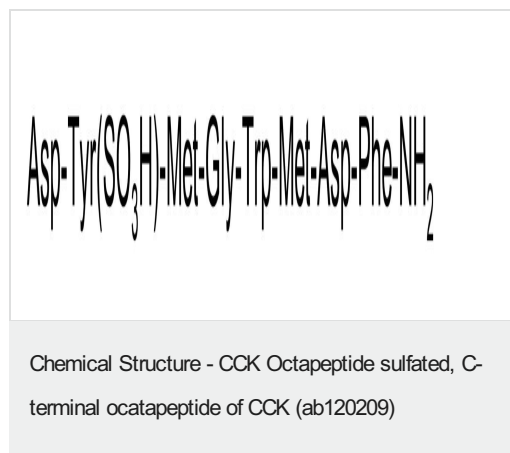 Asp-Tyr(SO3H)-Met-Gly-Trp-Met-Asp-Phe-NH2
Chemical Structure - CCK Octapeptide sulfated, C-
terminal ocatapeptide of CCK (ab120209)